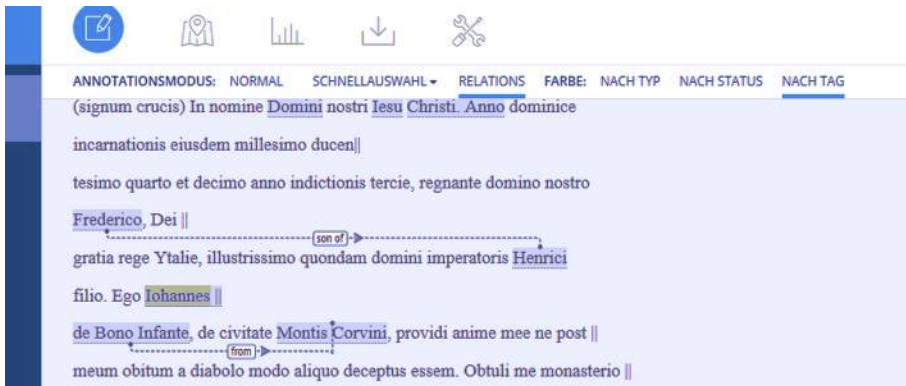 ANNOTATIONSMODUS: NORMAL SCHNELLAUSWAHL RELATIONS FARBE: NACH TYP NACH STATUS NACH TAG
(signum crucis) In nomine Domini nostri Iesu Christi. Anno dominice
incarnationis eiusdem millesimo ducen||
tesimo quarto et decimo anno indictionis tercie, regnante domino nostro
Frederico, Dei ||
son of
gratia rege Ytalie, illustrissimo quondam domini imperatoris Henrici
filio. Ego Iohannes ||
de Bono Infante, de civitate Montis Corvini, providi anime mee ne post ||
from
meum obitum a diabolo modo aliquo deceptus essem. Obtuli me monasterio ||